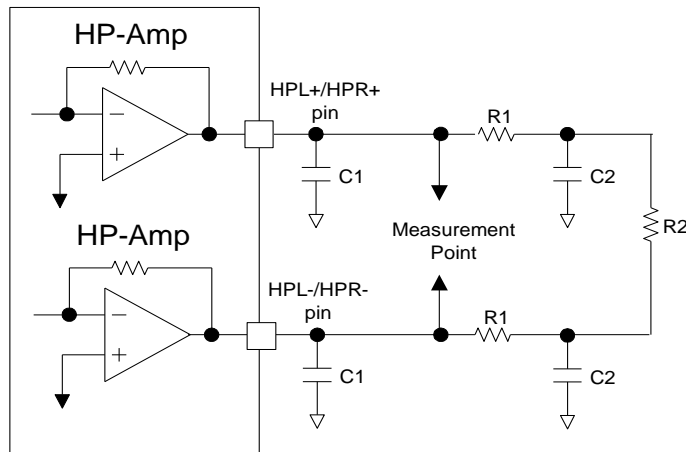 HP-Amp
HPL+/HPR+
pin
R1
C1
C2
R2
Measurement
Point
HP-Amp
HPL-/HPR-
pin
R1
C1
C2